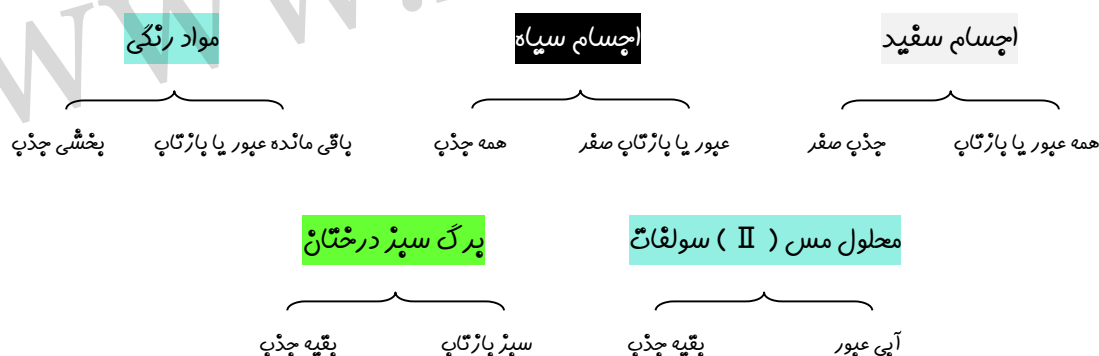 www.
اجسام سفید	اجسام سیاه	مواد رنگی
همه عبور یا بازتاب	جذب صفر	عبور یا بازتاب صفر	همه جذب	باقی مانده عبور یا بازتاب	بخشی جذب
محلول مس ( II ) سولفات	برگ سبز درختان
آبی عبور	بقیه جذب	سبز بازتاب	بقیه جذب